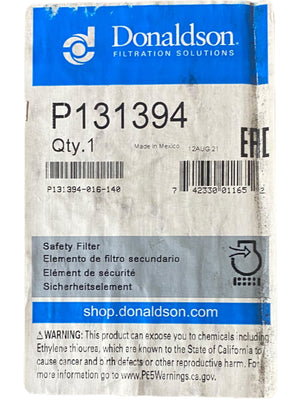 Donaldson.
FILTRATION SOLUTIONS
P131394
Qty.1
Made in Mexico
12AUG21
EAC
P131394-016-140
7 42330 01165 2
Safety Filter
Elemento de filtro secundario
Elément de sécurité
Sicherheitselement
shop.donaldson.com
⚠WARNING: This product can expose you to chemicals including
Ethylene thiourea, which are known to the State of California to
cause cancer and birth defects or other reproductive harm. For
more information go to www.P65Warnings.ca.gov.